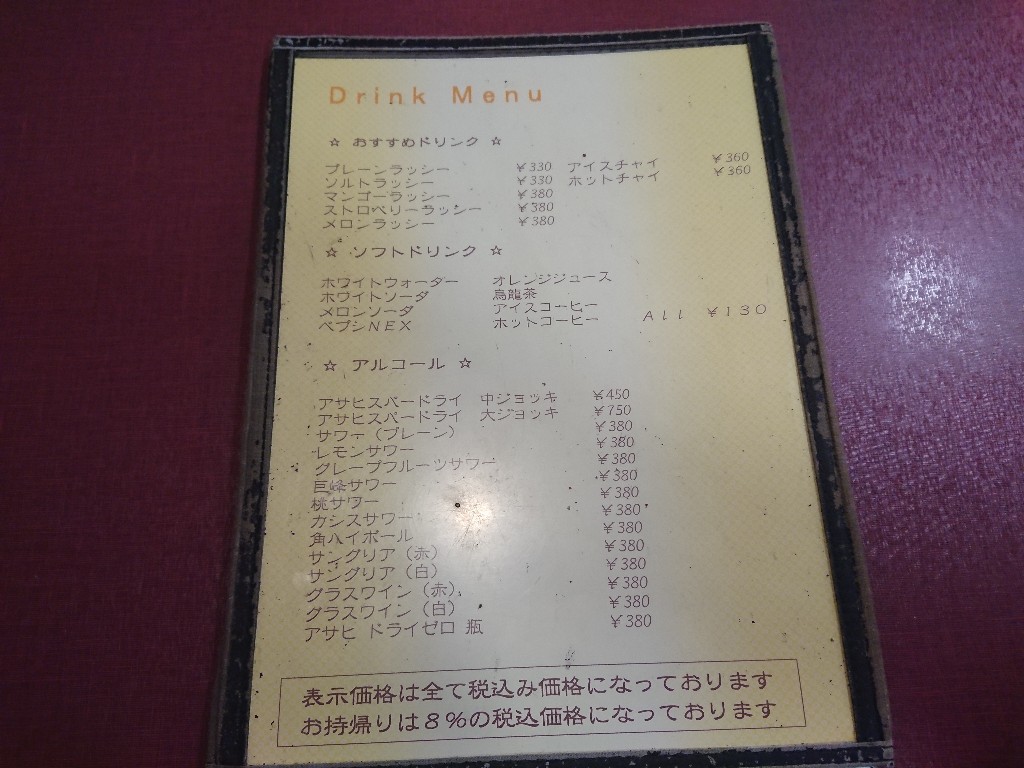 Drink Menu
☆ おすすめドリンク ☆
プレーンラッシー ￥330 アイスチャイ ￥360
ソルトラッシー ￥330 ホットチャイ ￥360
マンゴーラッシー ￥380
ストロベリーラッシー ￥380
メロンラッシー ￥380
☆ ソフトドリンク ☆
ホワイトウォーダー オレンジジュース
ホワイトソーダ 烏龍茶
メロンソーダ アイスコーヒー
ペプシNEX ホットコーヒー All ￥130
☆ アルコール ☆
アサヒスパードライ 中ジョッキ ￥450
アサヒスパードライ 大ジョッキ ￥750
サワー（プレーン） ￥380
レモンサワー ￥380
グレープフルーツサワー ￥380
巨峰サワー ￥380
桃サワー ￥380
カシスサワー ￥380
角ハイボール ￥380
サングリア（赤） ￥380
サングリア（白） ￥380
グラスワイン（赤） ￥380
グラスワイン（白） ￥380
アサヒ ドライゼロ 瓶 ￥380
表示価格は全て税込み価格になっております
お持帰りは８％の税込価格になっております